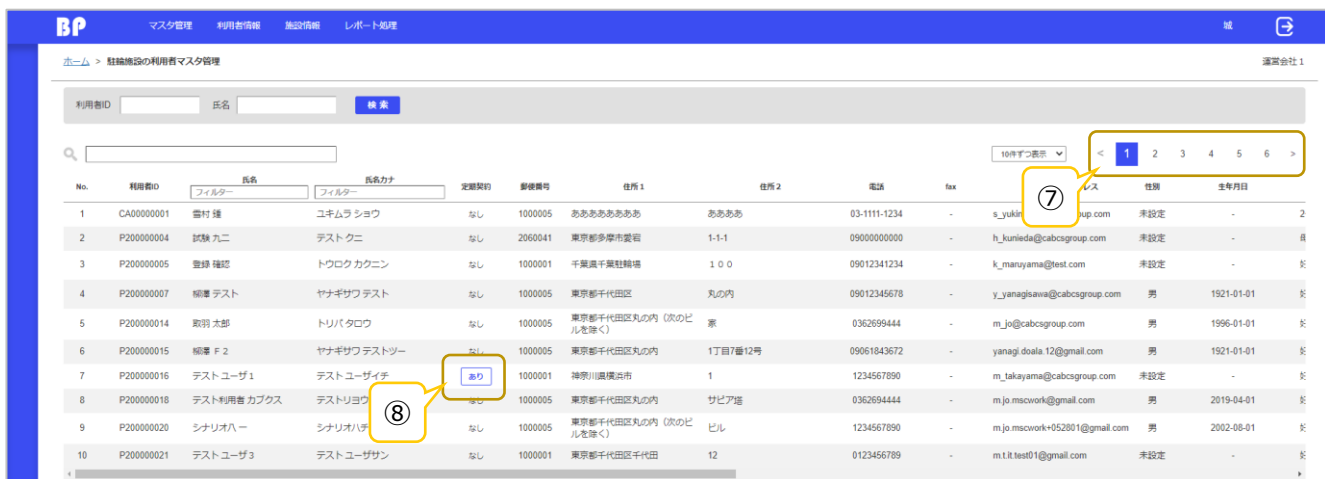 BP マスタ管理 利用者情報 施設情報 レポート処理 城
ホーム > 駐輪施設の利用者マスタ管理 運営会社1
利用者ID 氏名 検索
10件ずつ表示 < 1 2 3 4 5 6 >
No. 利用者ID 氏名 氏名カナ 定期契約 郵便番号 住所1 住所2 電話 fax レス 性別 生年月日
フィルター フィルター
⑦
1 CA00000001 雪村 鍾 ユキムラ ショウ なし 1000005 ああああああああ ああああ 03-1111-1234 - s_yukin oup.com 未設定 - 2
2 P200000004 試験 九二 テスト クニ なし 2060041 東京都多摩市愛宕 1-1-1 09000000000 - h_kunieda@cabcsgroup.com 未設定 -
3 P200000005 登録 確認 トウロク カクニン なし 1000001 千葉県千葉駐輪場 100 09012341234 - k_maruyama@test.com 未設定 -
4 P200000007 柳澤 テスト ヤナギサワ テスト なし 1000005 東京都千代田区 丸の内 09012345678 - y_yanagisawa@cabcsgroup.com 男 1921-01-01
5 P200000014 取羽 太郎 トリパ タロウ なし 1000005 東京都千代田区丸の内（次のビ 家 0362699444 - m_jo@cabcsgroup.com 男 1996-01-01
ルを除く）
6 P200000015 柳澤 F2 ヤナギサワ テストツー なし 1000005 東京都千代田区丸の内 1丁目7番12号 09061843672 - yanagi.doala.12@gmail.com 男 1921-01-01
7 P200000016 テスト ユーザ1 テスト ユーザイチ あり 1000001 神奈川県横浜市 1 1234567890 - m_takayama@cabcsgroup.com 未設定 -
8 P200000018 テスト利用者 カブクス テストリヨウ なし 1000005 東京都千代田区丸の内 サピア塔 0362694444 - m.jo.mscwork@gmail.com 男 2019-04-01
⑧
9 P200000020 シナリオハ 一 シナリオハチ なし 1000005 東京都千代田区丸の内（次のビ ビル 1234567890 - m.jo.mscwork+052801@gmail.com 男 2002-08-01
ルを除く）
10 P200000021 テスト ユーザ3 テスト ユーザサン なし 1000001 東京都千代田区千代田 12 0123456789 - m.t.it.test01@gmail.com 未設定 -